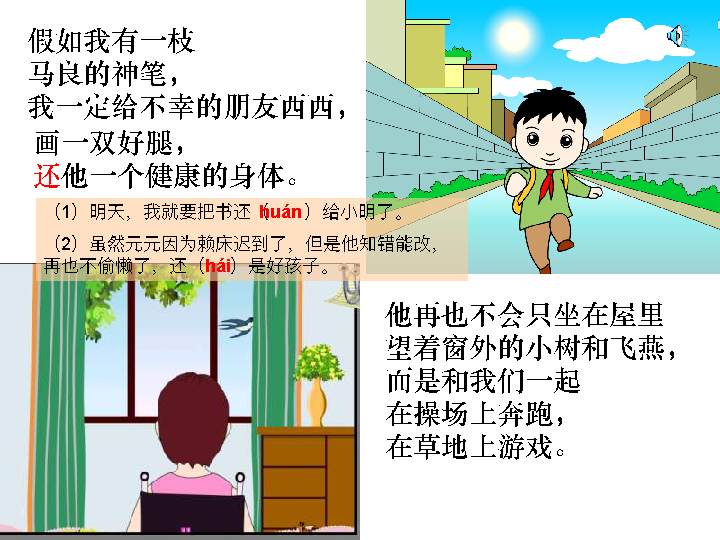 假如我有一枝
马良的神笔，
我一定给不幸的朋友西西，
画一双好腿，
还他一个健康的身体。
（1）明天，我就要把书还（huán）给小明了。
（2）虽然元元因为赖床迟到了，但是他知错能改，
再也不偷懒了，还（hái）是好孩子。
他再也不会只坐在屋里
望着窗外的小树和飞燕，
而是和我们一起
在操场上奔跑，
在草地上游戏。